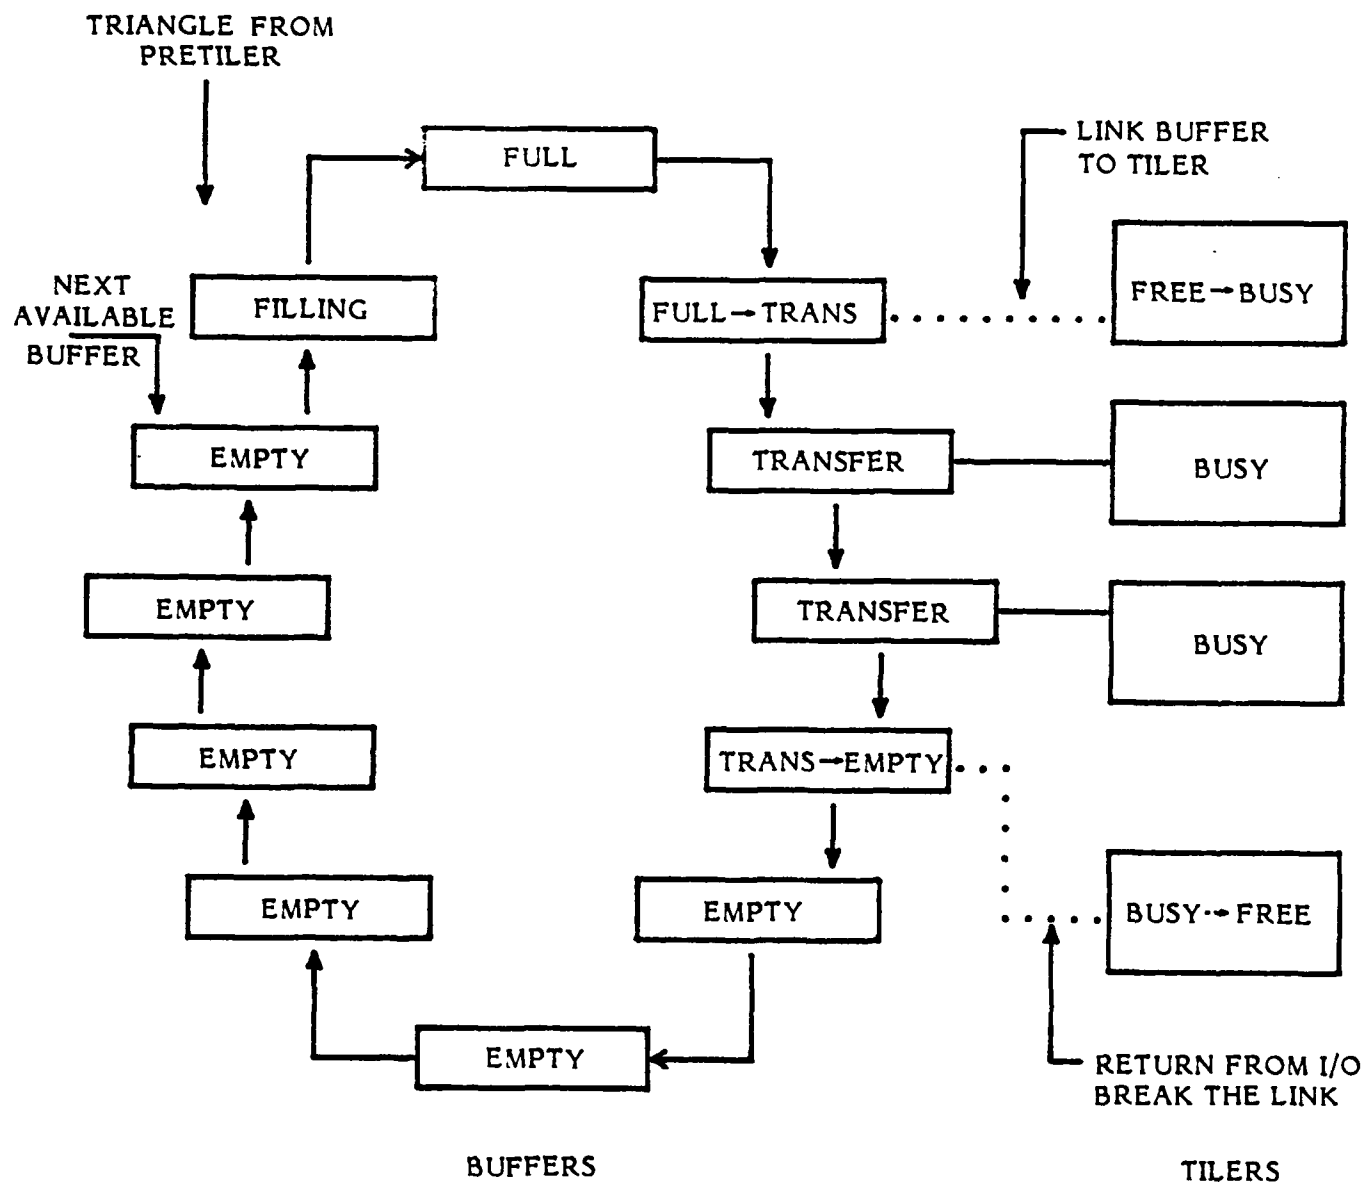 TRIANGLE FROM
PRETILER
FULL
LINK BUFFER
TO TILER
NEXT
AVAILABLE
BUFFER
FILLING
FULL→TRANS
FREE→BUSY
EMPTY
TRANSFER
BUSY
EMPTY
TRANSFER
BUSY
EMPTY
TRANS→EMPTY
EMPTY
EMPTY
BUSY→FREE
EMPTY
RETURN FROM I/O
BREAK THE LINK
BUFFERS
TILERS